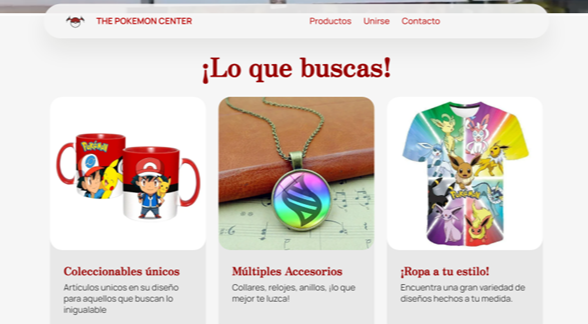 THE POKEMON CENTER
Productos Unirse Contacto
¡Lo que buscas!
Pokémon
Coleccionables únicos
Artículos unicos en su diseño
para aquellos que buscan lo
inigualable
Múltiples Accesorios
Collares, relojes, anillos, ¡lo que
mejor te luzca!
¡Ropa a tu estilo!
Encuentra una gran variedad de
diseños hechos a tu medida.